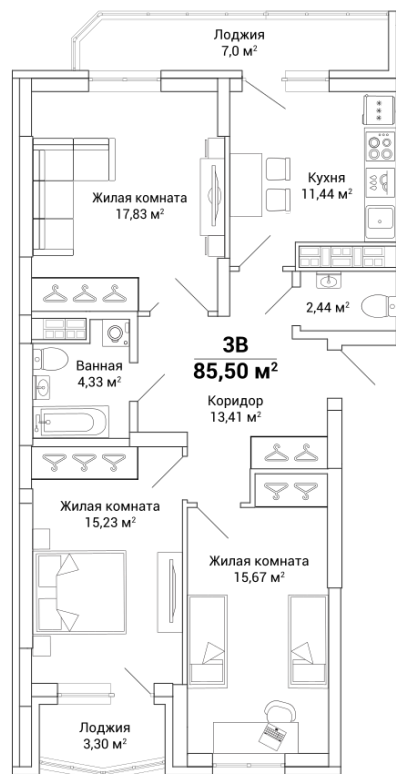 Лоджия
7,0 м²
Кухня
11,44 м²
Жилая комната
17,83 м²
2,44 м²
3В
85,50 м²
Ванная
4,33 м²
Коридор
13,41 м²
Жилая комната
15,23 м²
Жилая комната
15,67 м²
Лоджия
3,30 м²